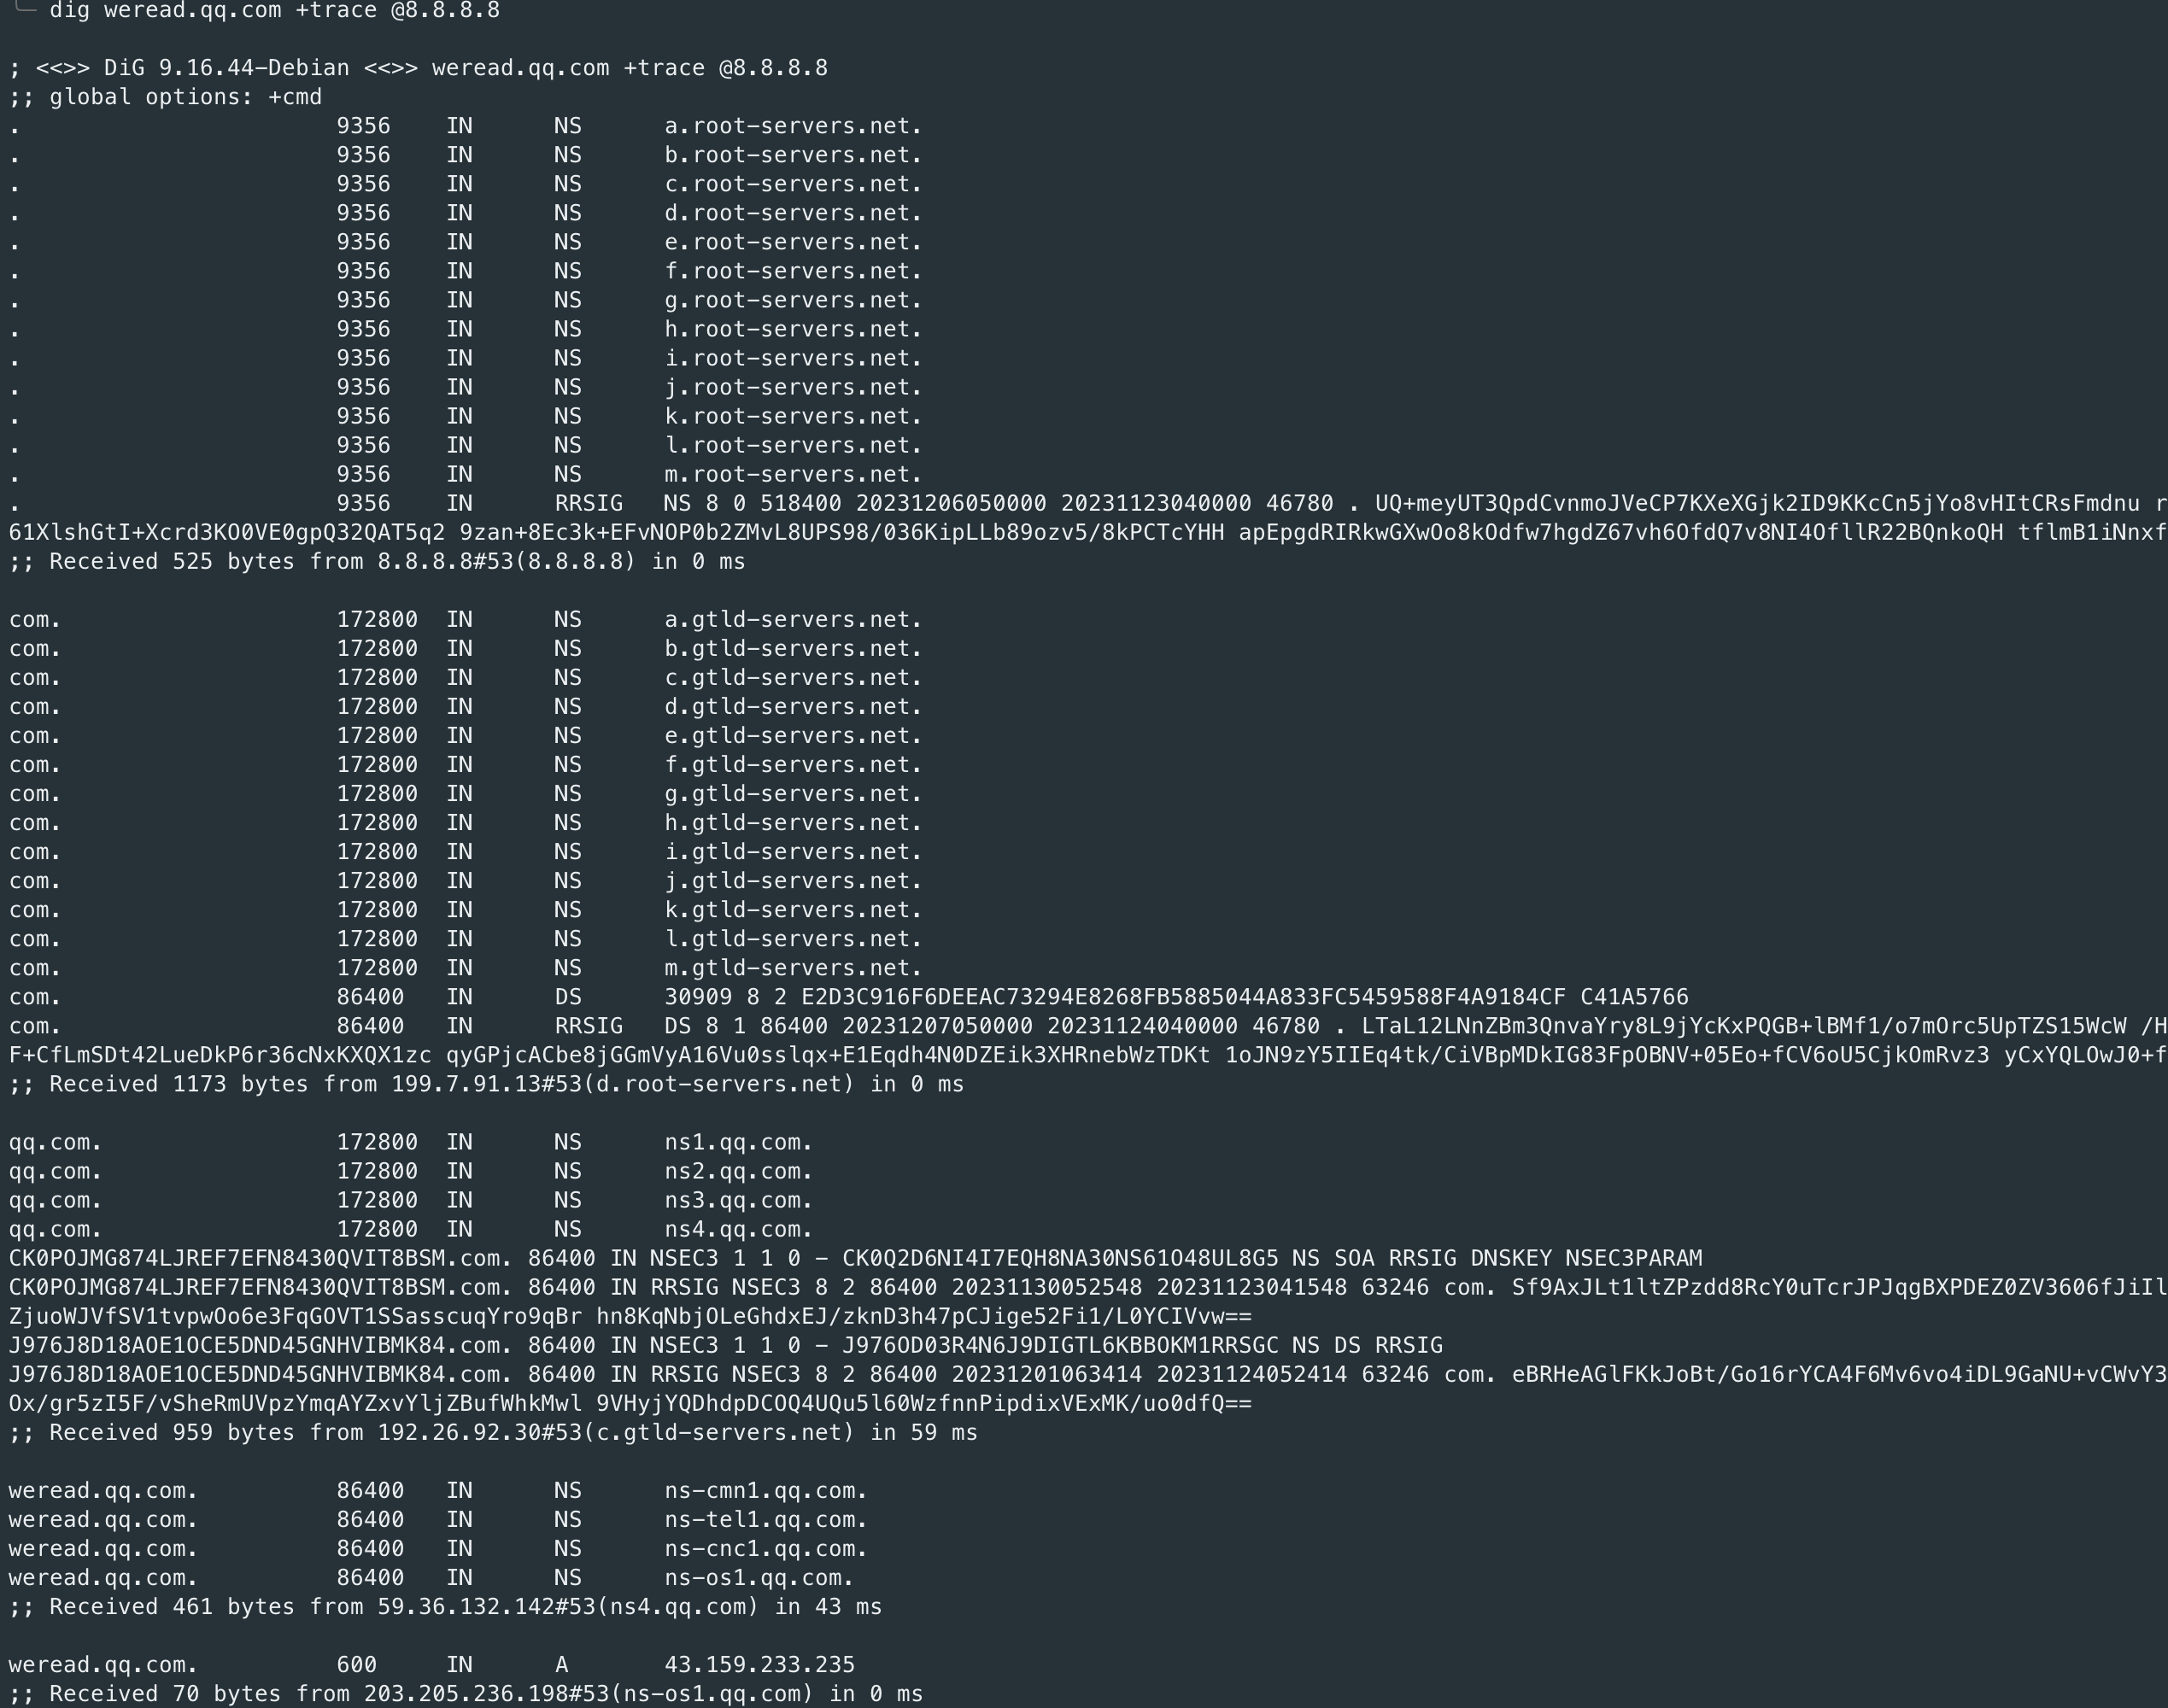 dig weread.qq.com +trace @8.8.8.8
; <<>> DiG 9.16.44-Debian <<>> weread.qq.com +trace @8.8.8.8
;; global options: +cmd
. 9356 IN NS a.root-servers.net.
. 9356 IN NS b.root-servers.net.
. 9356 IN NS c.root-servers.net.
. 9356 IN NS d.root-servers.net.
. 9356 IN NS e.root-servers.net.
. 9356 IN NS f.root-servers.net.
. 9356 IN NS g.root-servers.net.
. 9356 IN NS h.root-servers.net.
. 9356 IN NS i.root-servers.net.
. 9356 IN NS j.root-servers.net.
. 9356 IN NS k.root-servers.net.
. 9356 IN NS l.root-servers.net.
. 9356 IN NS m.root-servers.net.
. 9356 IN RRSIG NS 8 0 518400 20231206050000 20231123040000 46780 . UQ+meyUT3QpdCvnmoJVeCP7KXeXGjk2ID9KKcCn5jYo8vHItCRsFmdnu r
61XlshGtI+Xcrd3KO0VE0gpQ32QAT5q2 9zan+8Ec3k+EFvNOP0b2ZMvL8UPS98/036KipLLb89ozv5/8kPCTcYHH apEpgdRIRkwGXwOo8kOdfw7hgdZ67vh6OfdQ7v8NI4OfllR22BQnkoQH tflmB1iNnxf
;; Received 525 bytes from 8.8.8.8#53(8.8.8.8) in 0 ms
com. 172800 IN NS a.gtld-servers.net.
com. 172800 IN NS b.gtld-servers.net.
com. 172800 IN NS c.gtld-servers.net.
com. 172800 IN NS d.gtld-servers.net.
com. 172800 IN NS e.gtld-servers.net.
com. 172800 IN NS f.gtld-servers.net.
com. 172800 IN NS g.gtld-servers.net.
com. 172800 IN NS h.gtld-servers.net.
com. 172800 IN NS i.gtld-servers.net.
com. 172800 IN NS j.gtld-servers.net.
com. 172800 IN NS k.gtld-servers.net.
com. 172800 IN NS l.gtld-servers.net.
com. 172800 IN NS m.gtld-servers.net.
com. 86400 IN DS 30909 8 2 E2D3C916F6DEEAC73294E8268FB5885044A833FC5459588F4A9184CF C41A5766
com. 86400 IN RRSIG DS 8 1 86400 20231207050000 20231124040000 46780 . LTaL12LNnZBm3QnvaYry8L9jYcKxPQGB+lBMf1/o7mOrc5UpTZS15WcW /H
F+CfLmSDt42LueDkP6r36cNxKXQX1zc qyGPjcACbe8jGGmVyA16Vu0sslqx+E1Eqdh4N0DZEik3XHRnebWzTDKt 1oJN9zY5IIEq4tk/CiVBpMDkIG83FpOBNV+05Eo+fCV6oU5CjkOmRvz3 yCxYQLOwJ0+f
;; Received 1173 bytes from 199.7.91.13#53(d.root-servers.net) in 0 ms
qq.com. 172800 IN NS ns1.qq.com.
qq.com. 172800 IN NS ns2.qq.com.
qq.com. 172800 IN NS ns3.qq.com.
qq.com. 172800 IN NS ns4.qq.com.
CK0POJMG874LJREF7EFN8430QVIT8BSM.com. 86400 IN NSEC3 1 1 0 - CK0Q2D6NI4I7EQH8NA30NS61O48UL8G5 NS SOA RRSIG DNSKEY NSEC3PARAM
CK0POJMG874LJREF7EFN8430QVIT8BSM.com. 86400 IN RRSIG NSEC3 8 2 86400 20231130052548 20231123041548 63246 com. Sf9AxJLt1ltZPzdd8RcY0uTcrJPJqgBXPDEZ0ZV3606fJiIl
ZjuoWJVfSV1tvpwOo6e3FqGOVT1SSasscuqYro9qBr hn8KqNbjOLeGhdxEJ/zknD3h47pCJige52Fi1/L0YCIVvw==
J976J8D18AOE1OCE5DND45GNHVIBMK84.com. 86400 IN NSEC3 1 1 0 - J976OD03R4N6J9DIGTL6KBBOKM1RRSGC NS DS RRSIG
J976J8D18AOE1OCE5DND45GNHVIBMK84.com. 86400 IN RRSIG NSEC3 8 2 86400 20231201063414 20231124052414 63246 com. eBRHeAGlFKkJoBt/Go16rYCA4F6Mv6vo4iDL9GaNU+vCWvY3
Ox/gr5zI5F/vSheRmUVpzYmqAYZxvYljZBufWhkMwl 9VHyjYQDhdpDCOQ4UQu5l60WzfnnPipdixVExMK/uo0dfQ==
;; Received 959 bytes from 192.26.92.30#53(c.gtld-servers.net) in 59 ms
weread.qq.com. 86400 IN NS ns-cmn1.qq.com.
weread.qq.com. 86400 IN NS ns-tel1.qq.com.
weread.qq.com. 86400 IN NS ns-cnc1.qq.com.
weread.qq.com. 86400 IN NS ns-os1.qq.com.
;; Received 461 bytes from 59.36.132.142#53(ns4.qq.com) in 43 ms
weread.qq.com. 600 IN A 43.159.233.235
;; Received 70 bytes from 203.205.236.198#53(ns-os1.qq.com) in 0 ms